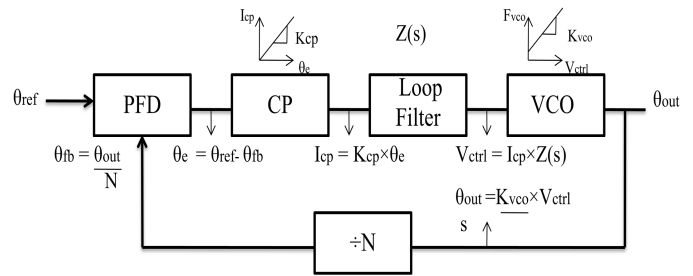 Icp
Kcp
θe
Z(s)
Fvco
Kvco
Vctrl
θref
PFD
CP
Loop
Filter
VCO
θout
θfb = θout
N
θe = θref- θfb
Icp = Kcp×θe
Vctrl = Icp×Z(s)
θout =Kvco×Vctrl
s
÷N